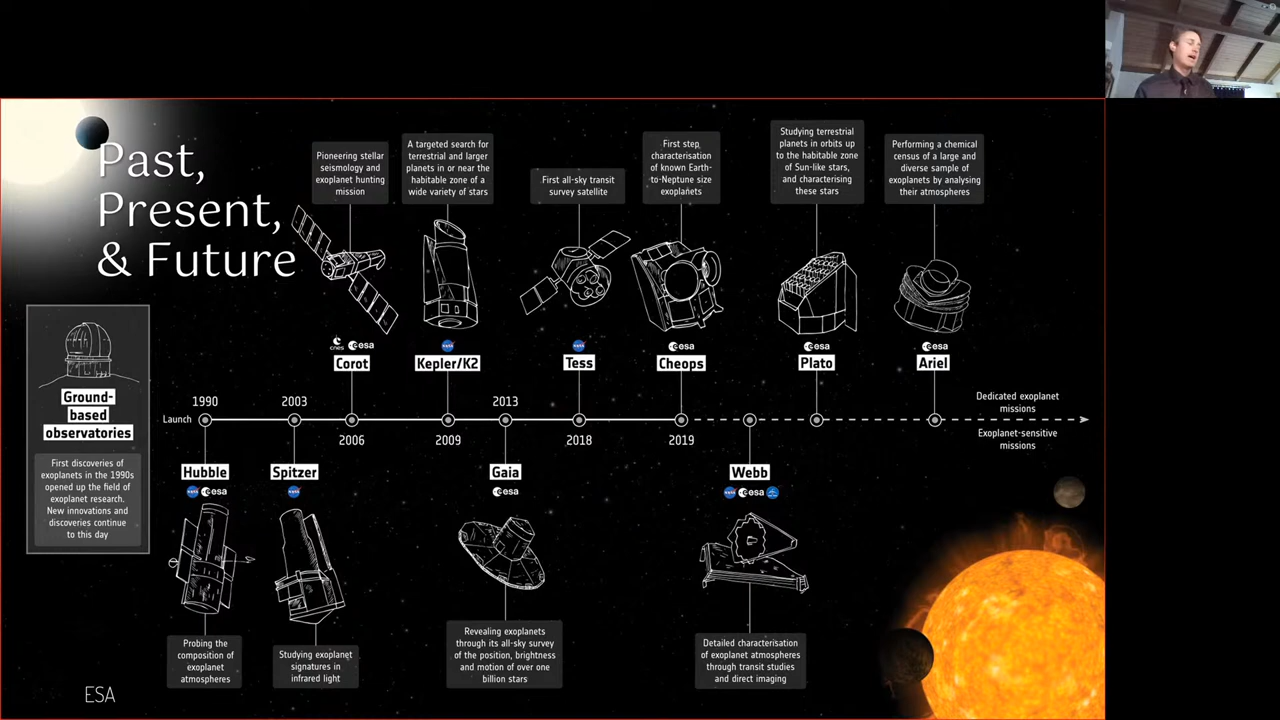 Past,
Present,
& Future
Ground-
based
observatories
First discoveries of
exoplanets in the 1990s
opened up the field of
exoplanet research.
New innovations and
discoveries continue
to this day
Pioneering stellar
seismology and
exoplanet hunting
mission
A targeted search for
terrestrial and larger
planets in or near the
habitable zone of a
wide variety of stars
First all-sky transit
survey satellite
First step
characterisation
of known Earth-
to-Neptune size
exoplanets
Studying terrestrial
planets in orbits up
to the habitable zone
of Sun-like stars,
and characterising
these stars
Performing a chemical
census of a large and
diverse sample of
exoplanets by analysing
their atmospheres
cnes esa
Corot
NASA
Kepler/K2
NASA
Tess
esa
Cheops
esa
Plato
esa
Ariel
1990
2003
2013
Launch
2006
2009
2018
2019
Dedicated exoplanet
missions
Exoplanet-sensitive
missions
Hubble
NASA esa
Spitzer
NASA
Gaia
esa
Webb
NASA esa
Probing the
composition of
exoplanet
atmospheres
Studying exoplanet
signatures in
infrared light
Revealing exoplanets
through its all-sky survey
of the position, brightness
and motion of over one
billion stars
Detailed characterisation
of exoplanet atmospheres
through transit studies
and direct imaging
ESA